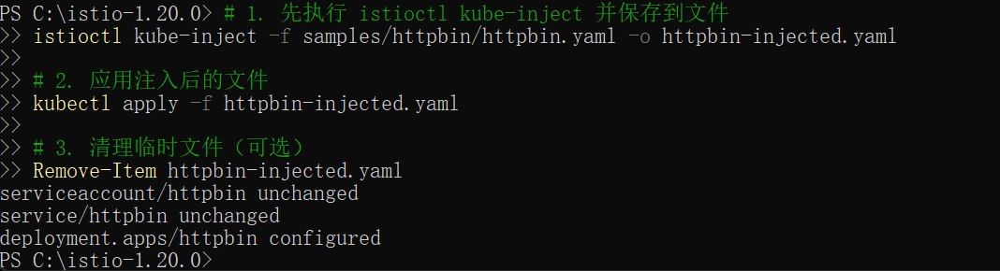 PS C:\istio-1.20.0> # 1. 先执行 istioctl kube-inject 并保存到文件
>> istioctl kube-inject -f samples/httpbin/httpbin.yaml -o httpbin-injected.yaml
>>
>> # 2. 应用注入后的文件
>> kubectl apply -f httpbin-injected.yaml
>>
>> # 3. 清理临时文件（可选）
>> Remove-Item httpbin-injected.yaml
serviceaccount/httpbin unchanged
service/httpbin unchanged
deployment.apps/httpbin configured
PS C:\istio-1.20.0>